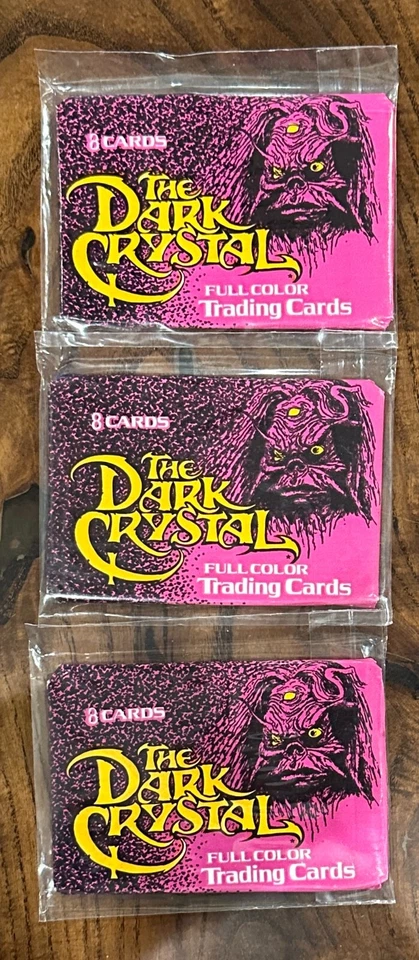 8 CARDS
THE
DARK
CRYSTAL
FULL COLOR
Trading Cards
8 CARDS
THE
DARK
CRYSTAL
FULL COLOR
Trading Cards
8 CARDS
THE
DARK
CRYSTAL
FULL COLOR
Trading Cards